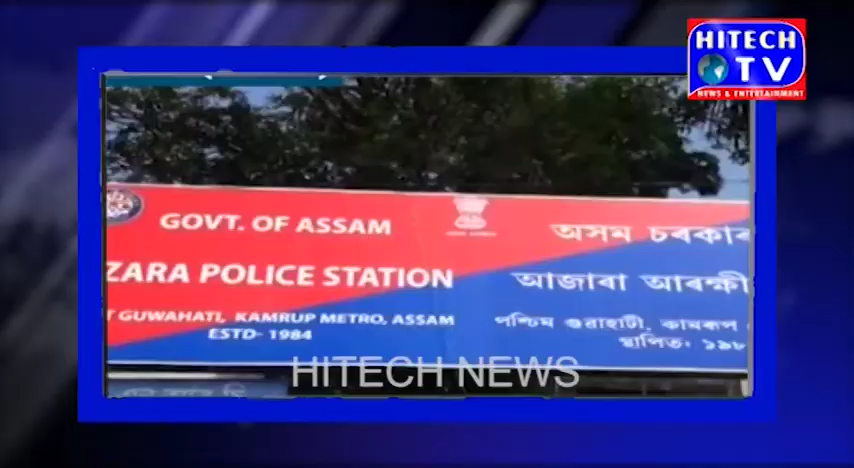 HITECH
TV
NEWS & ENTERTAINMENT
GOVT. OF ASSAM
অসম চৰকাৰ
ZARA POLICE STATION
আজাৰা আৰক্ষী
T GUWAHATI, KAMRUP METRO, ASSAM
পশ্চিম গুৱাহাটী, কামৰূপ
ESTD- 1984
স্থাপিত: ১৯৮
HITECH NEWS